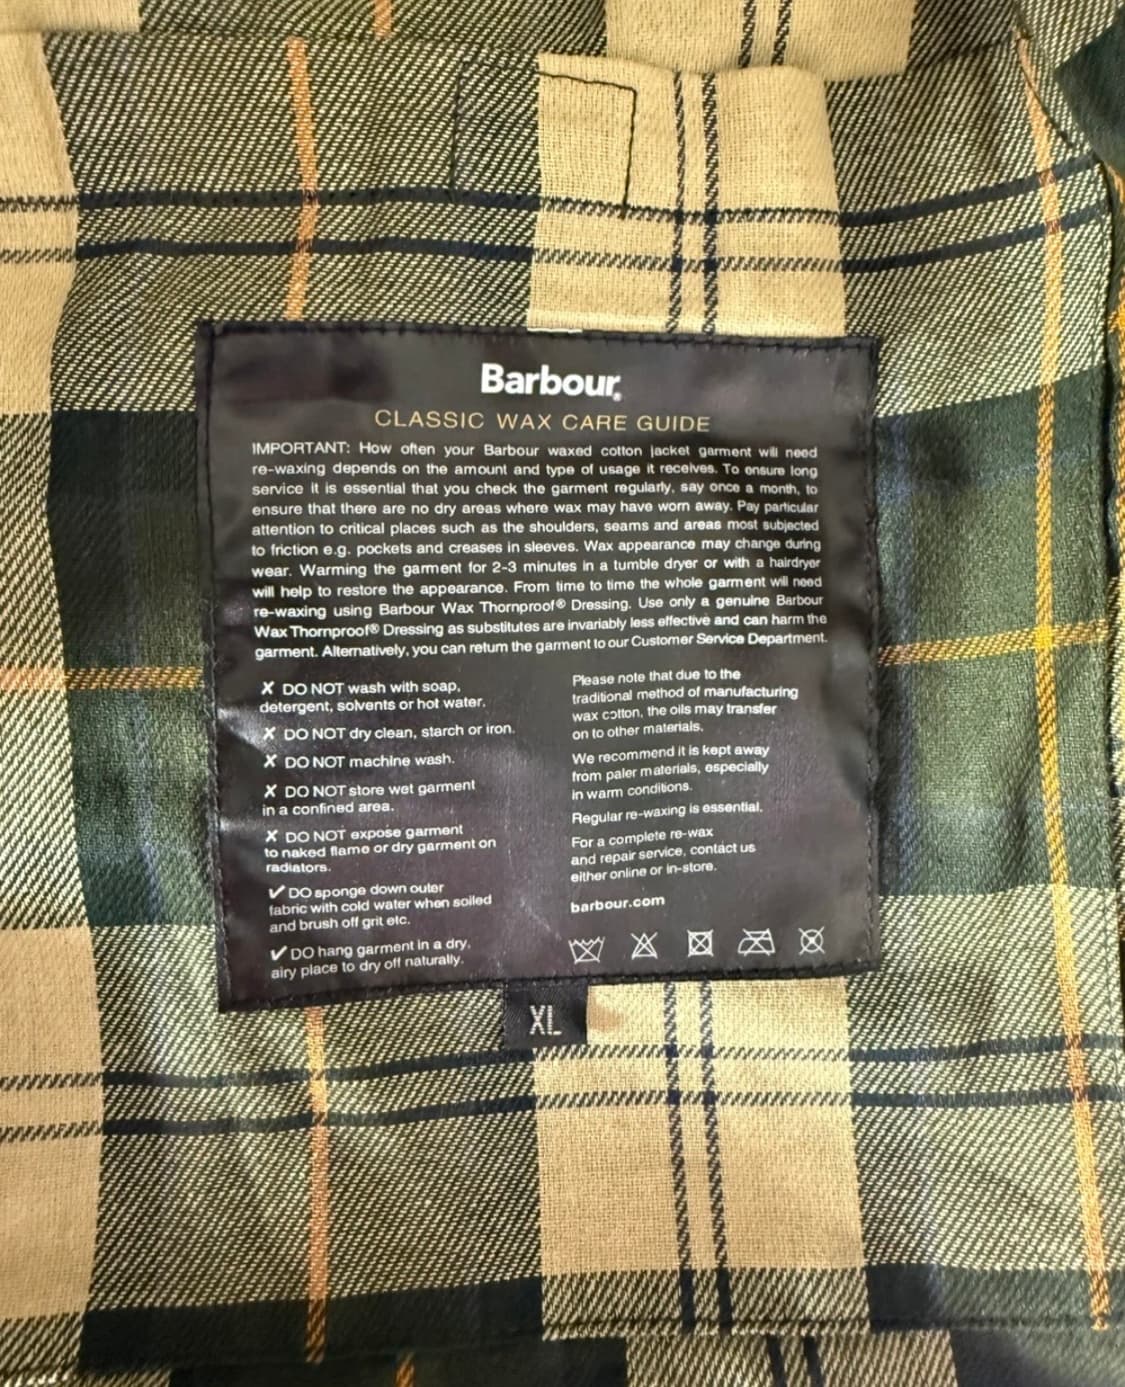 Barbour.
CLASSIC WAX CARE GUIDE
IMPORTANT: How often your Barbour waxed cotton jacket garment will need
re-waxing depends on the amount and type of usage it receives. To ensure long
service it is essential that you check the garment regularly, say once a month, to
ensure that there are no dry areas where wax may have worn away. Pay particular
attention to critical places such as the shoulders, seams and areas most subjected
to friction e.g. pockets and creases in sleeves. Wax appearance may change during
wear. Warming the garment for 2-3 minutes in a tumble dryer or with a hairdryer
will help to restore the appearance. From time to time the whole garment will need
re-waxing using Barbour Wax Thornproof® Dressing. Use only a genuine Barbour
Wax Thornproof® Dressing as substitutes are invariably less effective and can harm the
garment. Alternatively, you can return the garment to our Customer Service Department.
✗ DO NOT wash with soap,
detergent, solvents or hot water.
✗ DO NOT dry clean, starch or iron.
✗ DO NOT machine wash.
✗ DO NOT store wet garment
in a confined area.
✗ DO NOT expose garment
to naked flame or dry garment on
radiators.
✓ DO sponge down outer
fabric with cold water when soiled
and brush off grit etc.
✓ DO hang garment in a dry,
airy place to dry off naturally.
Please note that due to the
traditional method of manufacturing
wax cotton, the oils may transfer
on to other materials.
We recommend it is kept away
from paler materials, especially
in warm conditions.
Regular re-waxing is essential.
For a complete re-wax
and repair service, contact us
either online or in-store.
barbour.com
XL